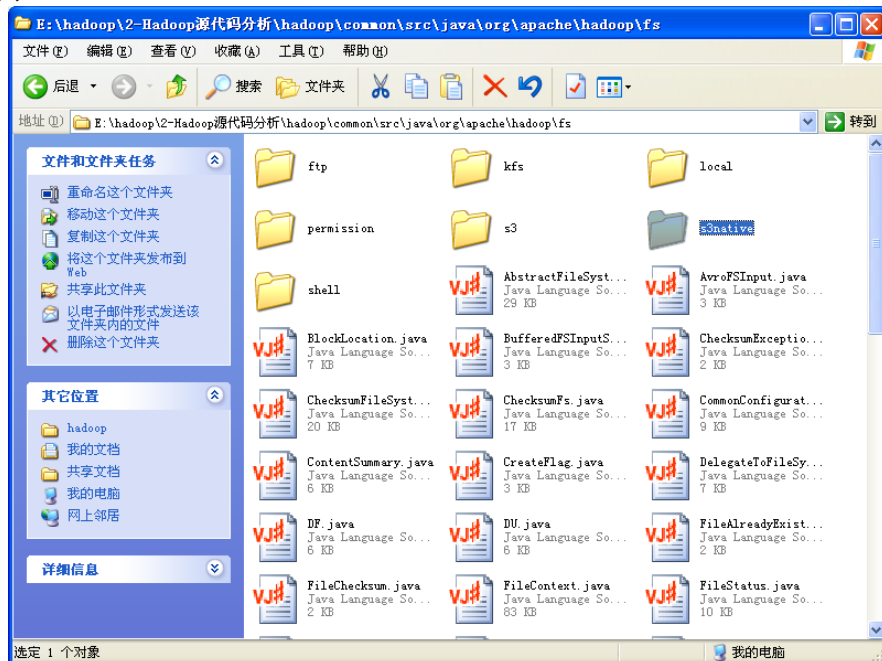 E:\hadoop\2-Hadoop源代码分析\hadoop\common\src\java\org\apache\hadoop\fs
文件(F) 编辑(E) 查看(V) 收藏(A) 工具(T) 帮助(H)
后退 搜索 文件夹
地址(D) E:\hadoop\2-Hadoop源代码分析\hadoop\common\src\java\org\apache\hadoop\fs 转到
文件和文件夹任务
重命名这个文件夹
移动这个文件夹
复制这个文件夹
将这个文件夹发布到
Web
共享此文件夹
以电子邮件形式发送该
文件夹内的文件
删除这个文件夹
其它位置
hadoop
我的文档
共享文档
我的电脑
网上邻居
详细信息
ftp
kfs
local
permission
s3
s3native
shell
AbstractFileSyst...
Java Language So...
29 KB
AvroFSInput.java
Java Language So...
3 KB
BlockLocation.java
Java Language So...
7 KB
BufferedFSInputS...
Java Language So...
3 KB
ChecksumExceptio...
Java Language So...
2 KB
ChecksumFileSyst...
Java Language So...
20 KB
ChecksumFs.java
Java Language So...
17 KB
CommonConfigurat...
Java Language So...
9 KB
ContentSummary.java
Java Language So...
6 KB
CreateFlag.java
Java Language So...
3 KB
DelegateToFileSy...
Java Language So...
7 KB
DF.java
Java Language So...
6 KB
DU.java
Java Language So...
6 KB
FileAlreadyExist...
Java Language So...
2 KB
FileChecksum.java
Java Language So...
2 KB
FileContext.java
Java Language So...
83 KB
FileStatus.java
Java Language So...
10 KB
选定 1 个对象
我的电脑